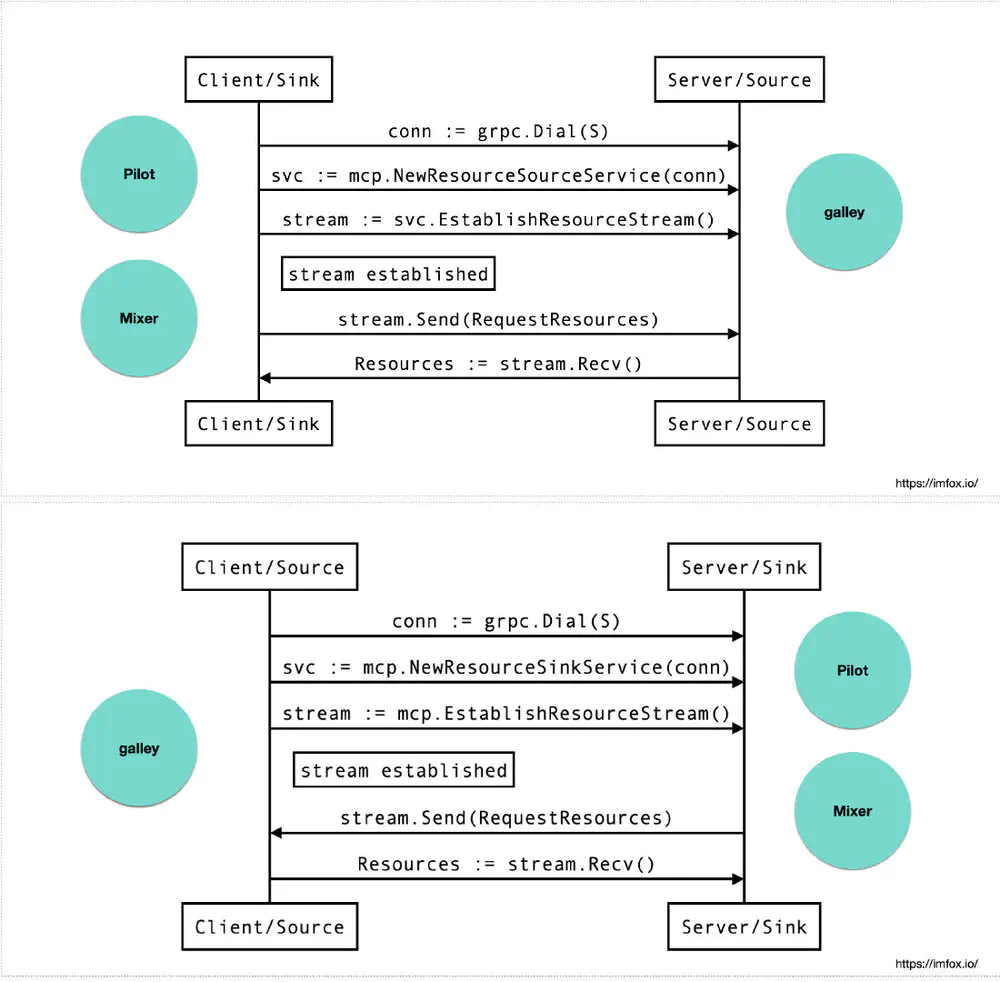 Client/Sink
Server/Source
conn := grpc.Dial(S)
Pilot
svc := mcp.NewResourceSourceService(conn)
galley
stream := svc.EstablishResourceStream()
stream established
Mixer
stream.Send(RequestResources)
Resources := stream.Recv()
Client/Sink
Server/Source
https://imfox.io/
Client/Source
Server/Sink
conn := grpc.Dial(S)
svc := mcp.NewResourceSinkService(conn)
Pilot
stream := mcp.EstablishResourceStream()
galley
stream established
Mixer
stream.Send(RequestResources)
Resources := stream.Recv()
Client/Source
Server/Sink
https://imfox.io/